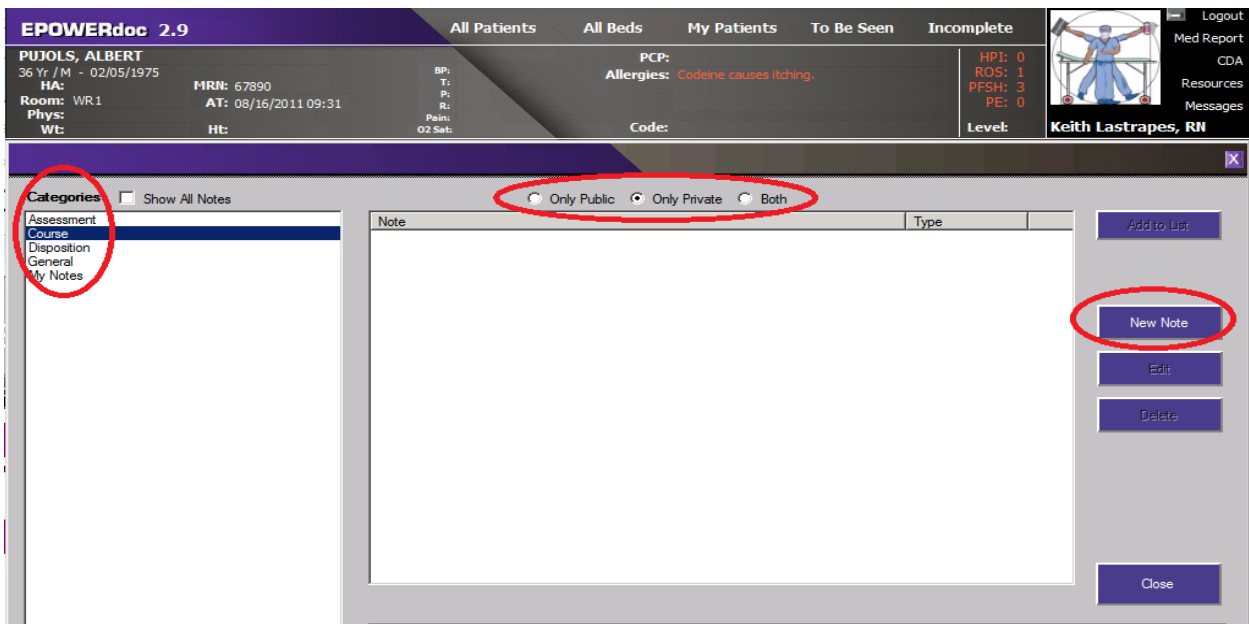 EPOWERdoc 2.9
All Patients All Beds My Patients To Be Seen Incomplete
Logout
Med Report
CDA
Resources
Messages
PUJOLS, ALBERT
36 Yr / M - 02/05/1975
HA: MRN: 67890
Room: WR1 AT: 08/16/2011 09:31
Phys:
Wt: Ht:
BP:
T:
P:
R:
Pain:
O2 Sat:
PCP:
Allergies: Codeine causes itching.
Code:
HPI: 0
ROS: 1
PFSH: 3
PE: 0
Level:
Keith Lastrapes, RN
X
Categories Show All Notes
Only Public Only Private Both
Assessment
Course
Disposition
General
My Notes
Note Type
Add to List
New Note
Edit
Delete
Close